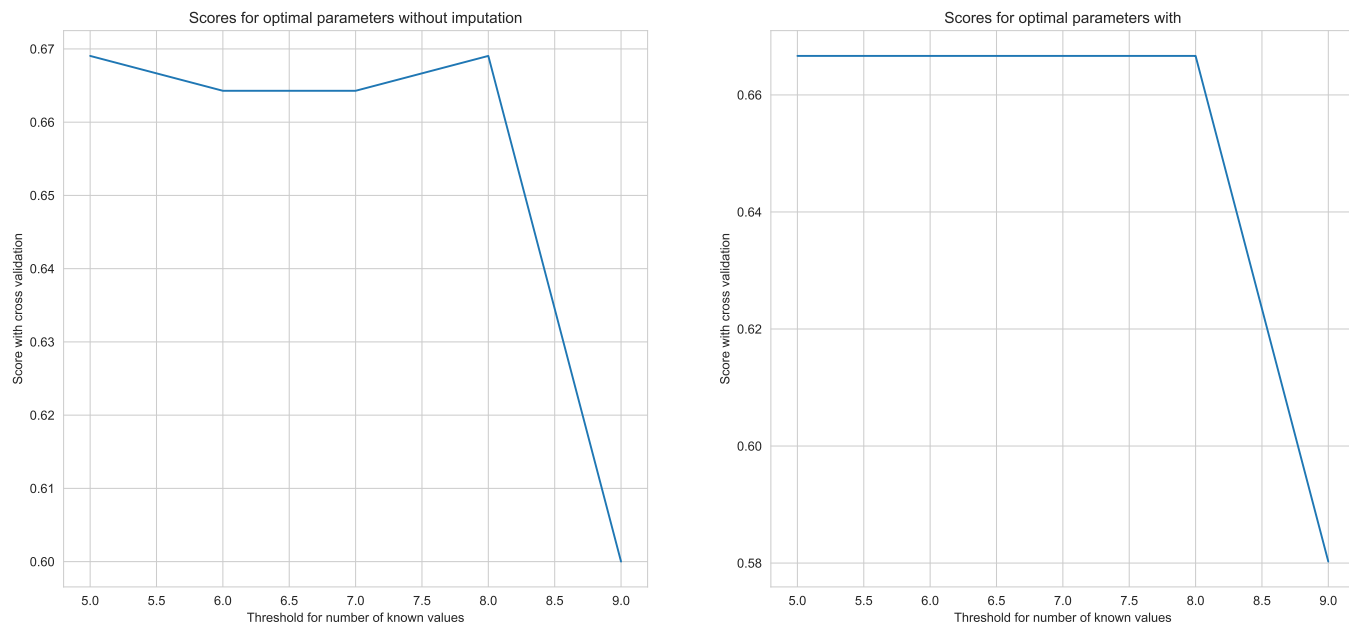 Scores for optimal parameters without imputation
0.67
0.66
0.65
0.64
0.63
0.62
0.61
0.60
Score with cross validation
5.0 5.5 6.0 6.5 7.0 7.5 8.0 8.5 9.0
Threshold for number of known values
Scores for optimal parameters with
0.66
0.64
0.62
0.60
0.58
Score with cross validation
5.0 5.5 6.0 6.5 7.0 7.5 8.0 8.5 9.0
Threshold for number of known values